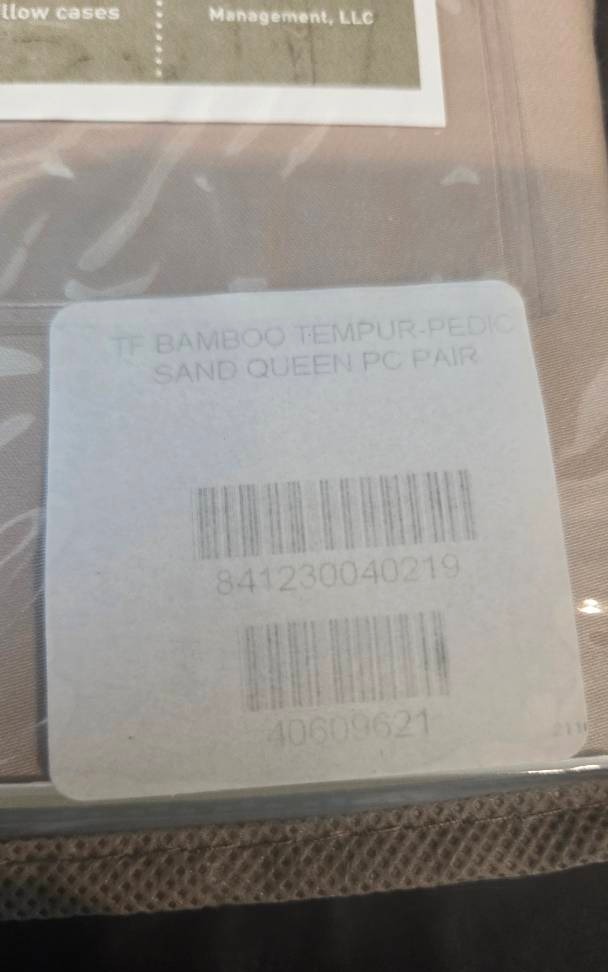 llow cases
Management, LLC
TF BAMBOO TEMPUR-PEDIC
SAND QUEEN PC PAIR
841230040219
40609621